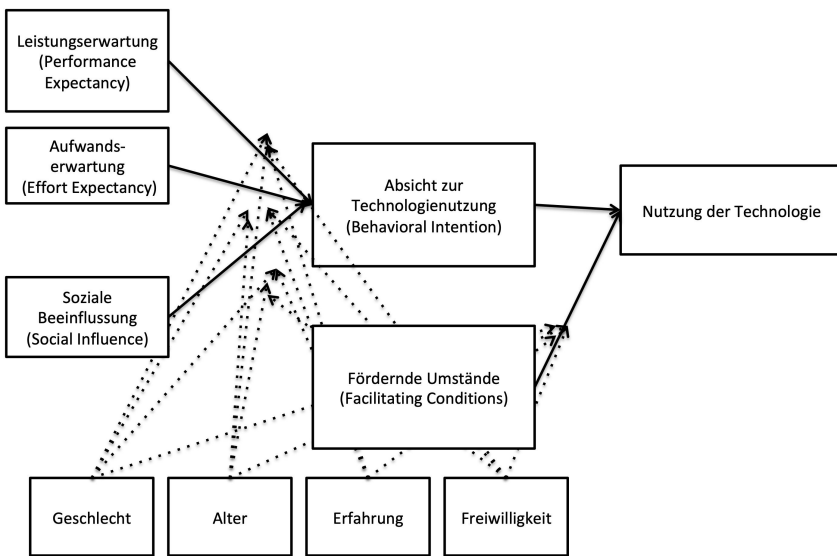 Leistungserwartung
(Performance
Expectancy)
Aufwands-
erwartung
(Effort Expectancy)
Soziale
Beeinflussung
(Social Influence)
Absicht zur
Technologienutzung
(Behavioral Intention)
Nutzung der Technologie
Fördernde Umstände
(Facilitating Conditions)
Geschlecht
Alter
Erfahrung
Freiwilligkeit